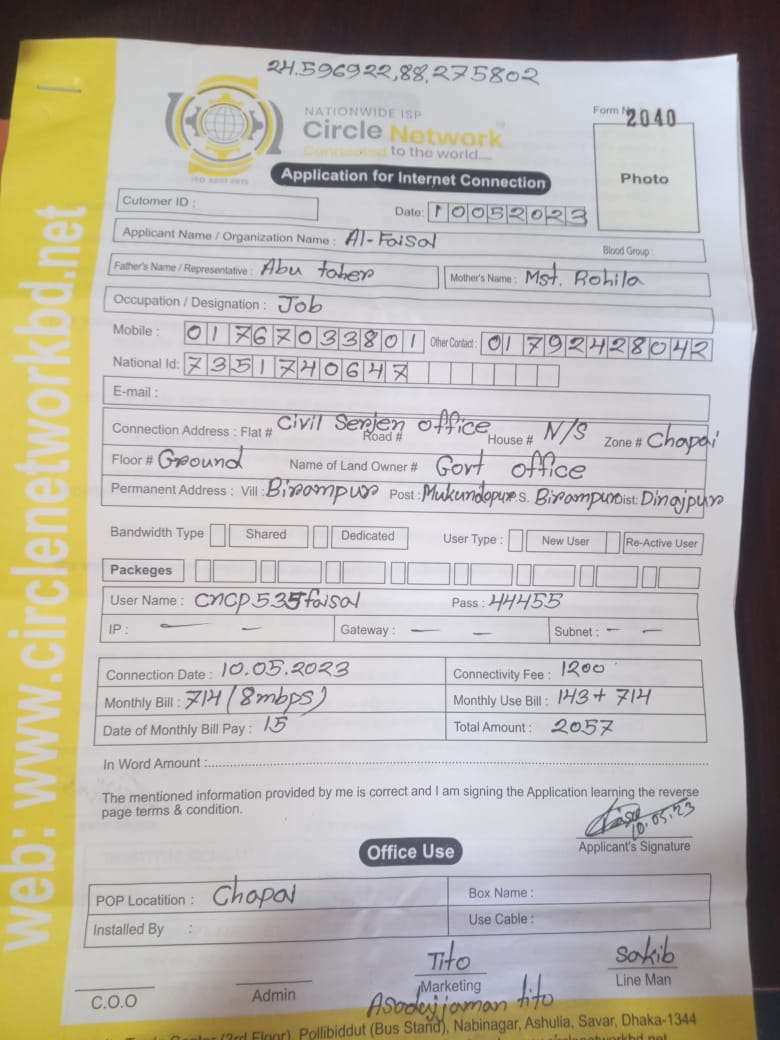 24.596922,88.275802
NATIONWIDE ISP
Circle Network
Connected to the world....
ISO 9001:2015
Form N
2040
Photo
Application for Internet Connection
Cutomer ID :
Date: 10052023
Applicant Name / Organization Name : Al-Faisal
Blood Group :
Father's Name / Representative : Abu taher
Mother's Name : Mst. Rohila
Occupation / Designation : Job
Mobile : 01767033801 Other Contact : 01792428042
National Id: 7351740647
E-mail :
Connection Address : Flat # Civil Serjen office Road # House # N/S Zone # Chapai
Floor # Ground Name of Land Owner # Govt office
Permanent Address : Vill : Birampur Post : Mukundopur P.S. Birampur Dist: Dinajpur
Bandwidth Type Shared Dedicated User Type : New User Re-Active User
Packeges
User Name : cncp535faisal Pass : 44455
IP : — - Gateway : — — Subnet : - —
Connection Date : 10.05.2023 Connectivity Fee : 1200
Monthly Bill : 714 (8mbps) Monthly Use Bill : 143 + 714
Date of Monthly Bill Pay : 15 Total Amount : 2057
In Word Amount :
The mentioned information provided by me is correct and I am signing the Application learning the reverse
page terms & condition.
10.05.23
Applicant's Signature
Office Use
POP Locatition : Chapai Box Name :
Installed By : Use Cable :
Tito Sakib
C.O.O Admin Marketing Line Man
Asadujjaman tito
(3rd Floor), Pollibiddut (Bus Stand), Nabinagar, Ashulia, Savar, Dhaka-1344
web: www.circlenetworkbd.net